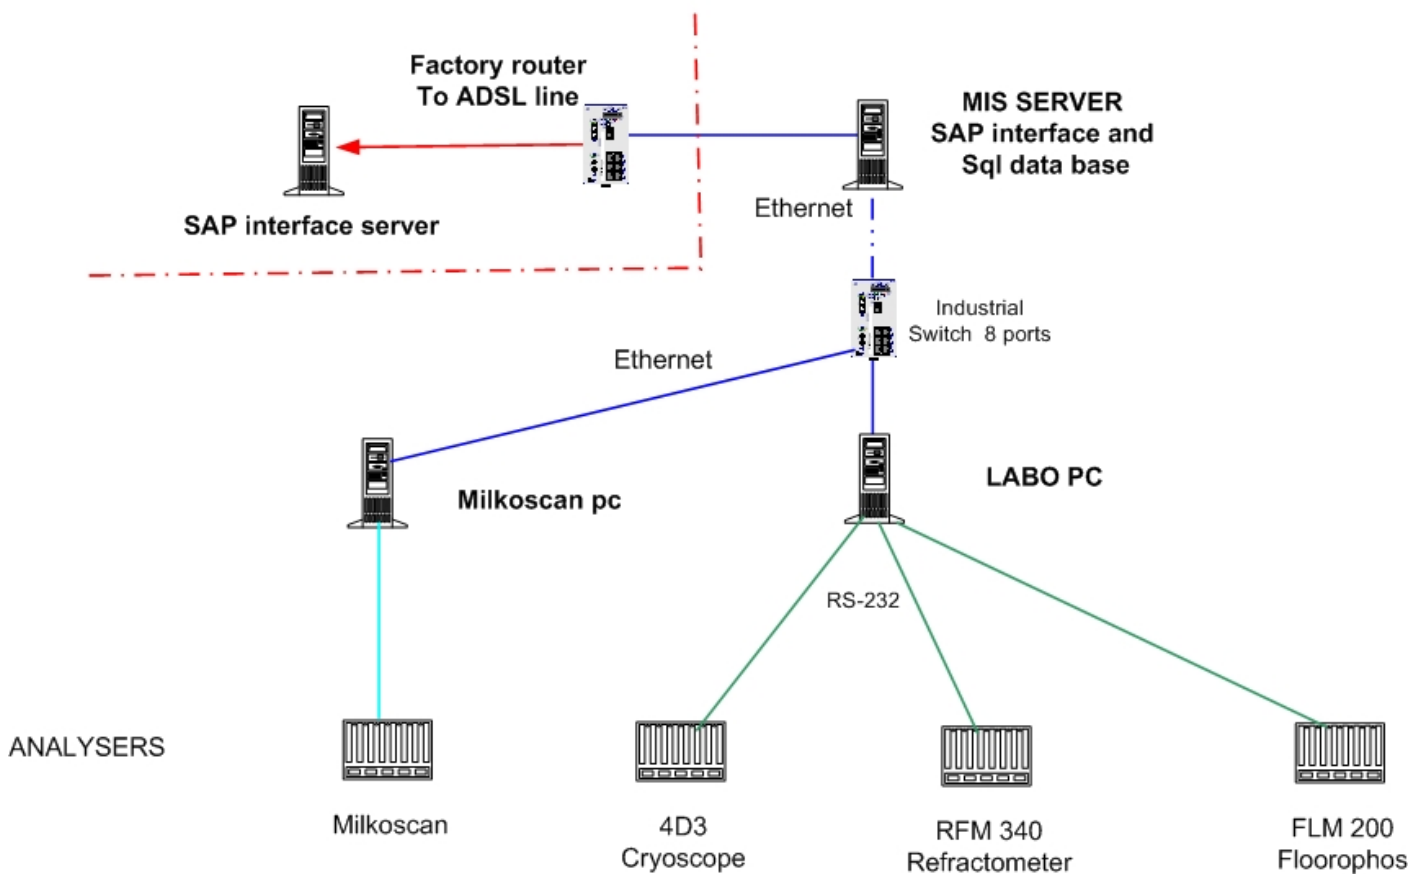 Factory router
To ADSL line
MIS SERVER
SAP interface and
Sql data base
SAP interface server
Ethernet
Industrial
Switch 8 ports
Ethernet
Milkoscan pc
LABO PC
RS-232
ANALYSERS
Milkoscan
4D3
Cryoscope
RFM 340
Refractometer
FLM 200
Floorophos